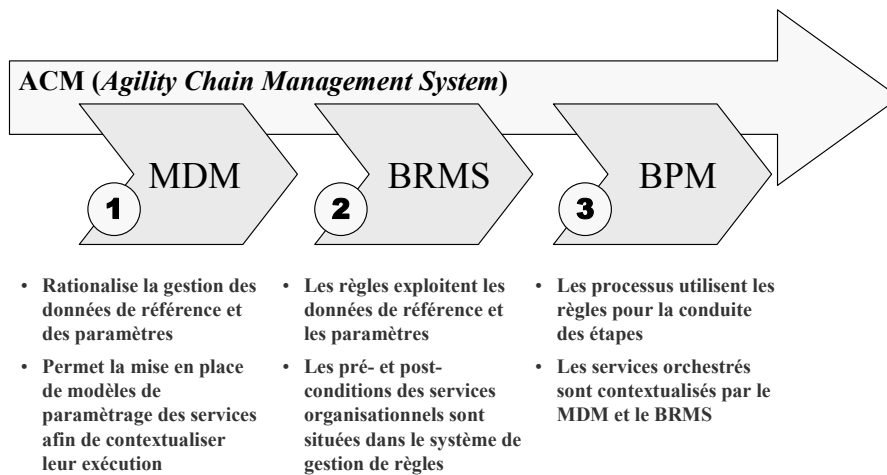 ACM (Agility Chain Management System)
MDM
BRMS
BPM
1
2
3
• Rationalise la gestion des
données de référence et
des paramètres
• Permet la mise en place
de modèles de
paramètrage des services
afin de contextualiser
leur exécution
• Les règles exploitent les
données de référence et
les paramètres
• Les pré- et post-
conditions des services
organisationnels sont
situées dans le système de
gestion de règles
• Les processus utilisent les
règles pour la conduite
des étapes
• Les services orchestrés
sont contextualisés par le
MDM et le BRMS